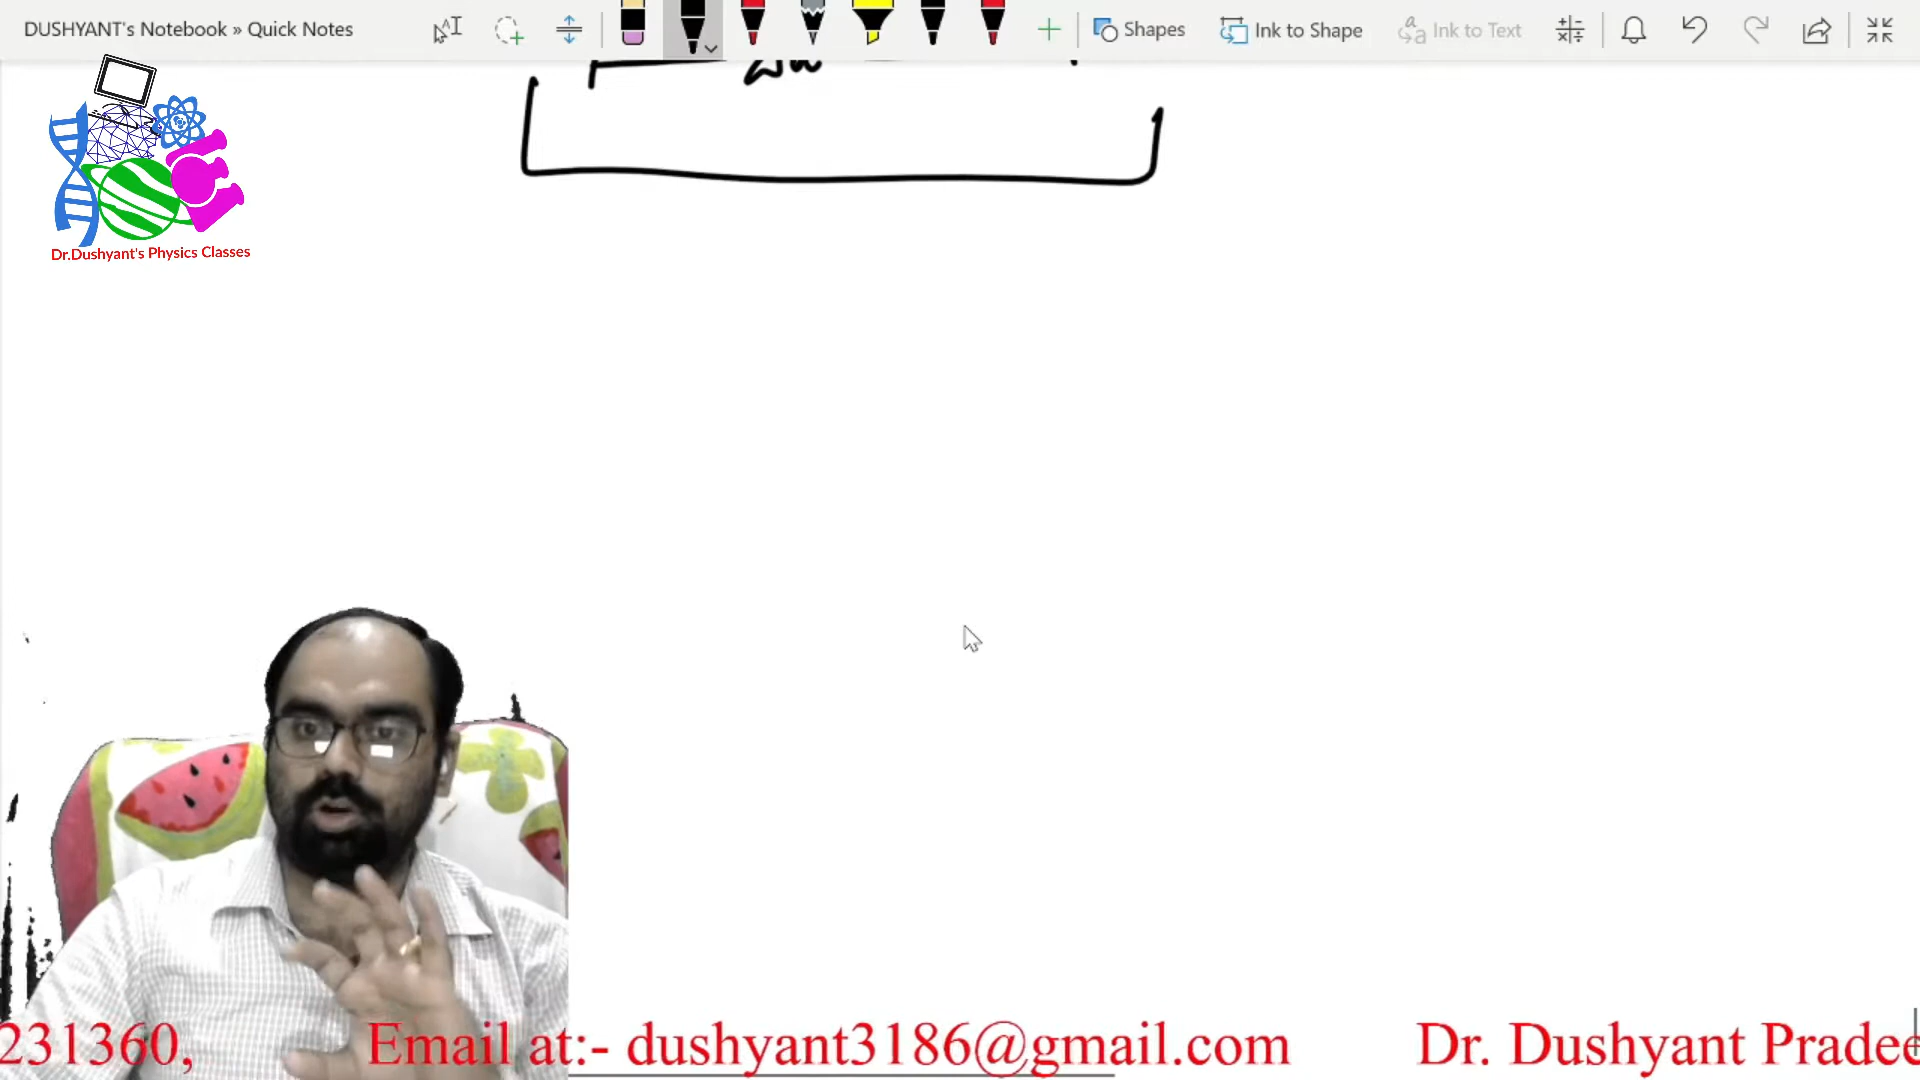 DUSHYANT's Notebook » Quick Notes
Shapes
Ink to Shape
Ink to Text
Dr.Dushyant's Physics Classes
231360, Email at:- dushyant3186@gmail.com Dr. Dushyant